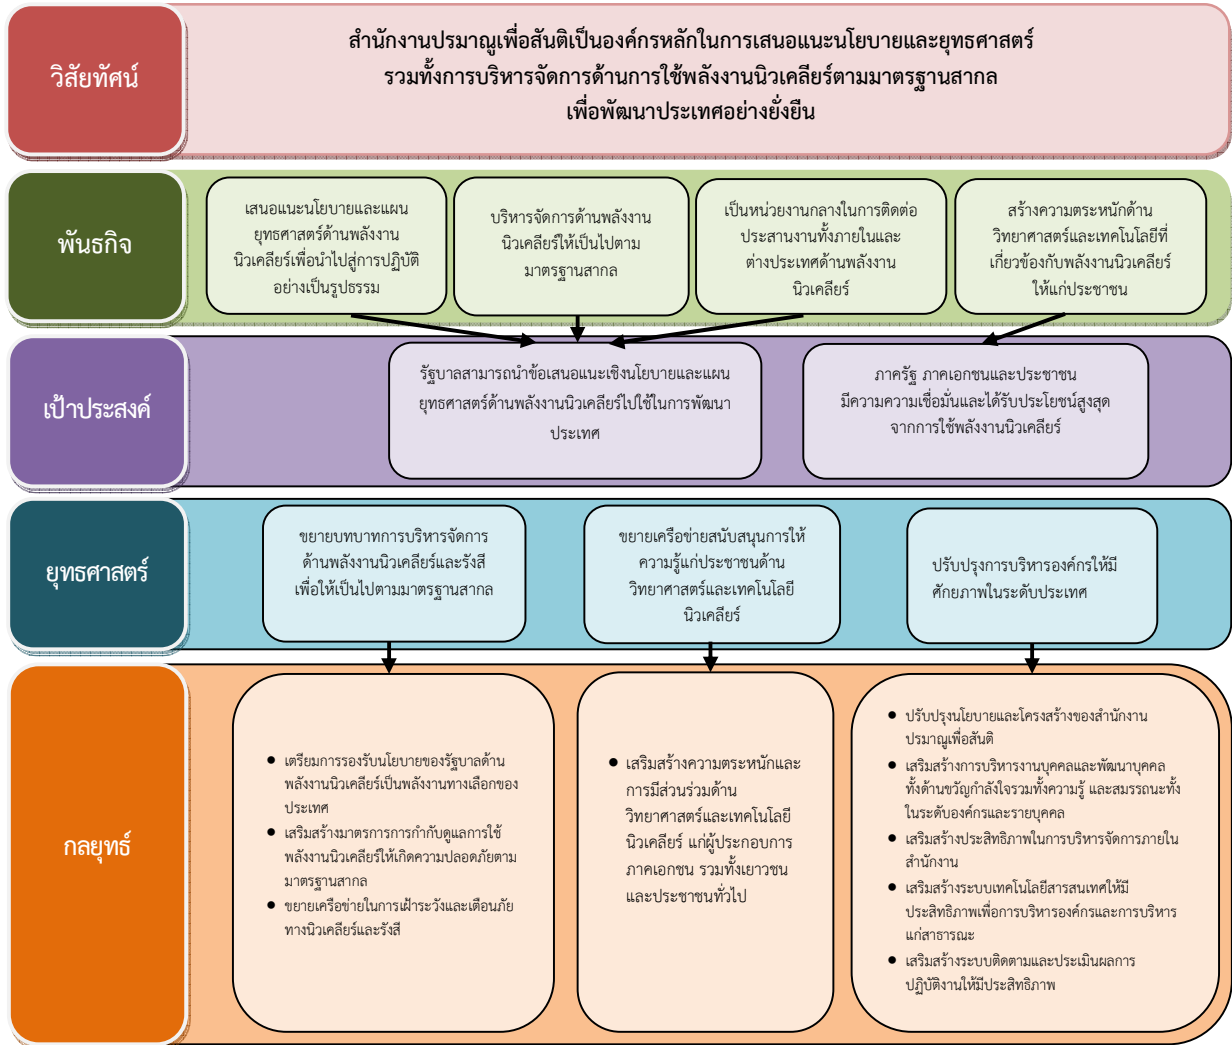 วิสัยทัศน์
สำนักงานปรมาณูเพื่อสันติเป็นองค์กรหลักในการเสนอแนะนโยบายและยุทธศาสตร์
รวมทั้งการบริหารจัดการด้านการใช้พลังงานนิวเคลียร์ตามมาตรฐานสากล
เพื่อพัฒนาประเทศอย่างยั่งยืน
พันธกิจ
เสนอแนะนโยบายและแผน
ยุทธศาสตร์ด้านพลังงาน
นิวเคลียร์เพื่อนำไปสู่การปฏิบัติ
อย่างเป็นรูปธรรม
บริหารจัดการด้านพลังงาน
นิวเคลียร์ให้เป็นไปตาม
มาตรฐานสากล
เป็นหน่วยงานกลางในการติดต่อ
ประสานงานทั้งภายในและ
ต่างประเทศด้านพลังงาน
นิวเคลียร์
สร้างความตระหนักด้าน
วิทยาศาสตร์และเทคโนโลยีที่
เกี่ยวข้องกับพลังงานนิวเคลียร์
ให้แก่ประชาชน
เป้าประสงค์
รัฐบาลสามารถนำข้อเสนอแนะเชิงนโยบายและแผน
ยุทธศาสตร์ด้านพลังงานนิวเคลียร์ไปใช้ในการพัฒนา
ประเทศ
ภาครัฐ ภาคเอกชนและประชาชน
มีความความเชื่อมั่นและได้รับประโยชน์สูงสุด
จากการใช้พลังงานนิวเคลียร์
ยุทธศาสตร์
ขยายบทบาทการบริหารจัดการ
ด้านพลังงานนิวเคลียร์และรังสี
เพื่อให้เป็นไปตามมาตรฐานสากล
ขยายเครือข่ายสนับสนุนการให้
ความรู้แก่ประชาชนด้าน
วิทยาศาสตร์และเทคโนโลยี
นิวเคลียร์
ปรับปรุงการบริหารองค์กรให้มี
ศักยภาพในระดับประเทศ
กลยุทธ์
● เตรียมการรองรับนโยบายของรัฐบาลด้าน
พลังงานนิวเคลียร์เป็นพลังงานทางเลือกของ
ประเทศ
● เสริมสร้างมาตรการการกำกับดูแลการใช้
พลังงานนิวเคลียร์ให้เกิดความปลอดภัยตาม
มาตรฐานสากล
● ขยายเครือข่ายในการเฝ้าระวังและเตือนภัย
ทางนิวเคลียร์และรังสี
● เสริมสร้างความตระหนักและ
การมีส่วนร่วมด้าน
วิทยาศาสตร์และเทคโนโลยี
นิวเคลียร์ แก่ผู้ประกอบการ
ภาคเอกชน รวมทั้งเยาวชน
และประชาชนทั่วไป
● ปรับปรุงนโยบายและโครงสร้างของสำนักงาน
ปรมาณูเพื่อสันติ
● เสริมสร้างการบริหารงานบุคคลและพัฒนาบุคคล
ทั้งด้านขวัญกำลังใจรวมทั้งความรู้ และสมรรถนะทั้ง
ในระดับองค์กรและรายบุคคล
● เสริมสร้างประสิทธิภาพในการบริหารจัดการภายใน
สำนักงาน
● เสริมสร้างระบบเทคโนโลยีสารสนเทศให้มี
ประสิทธิภาพเพื่อการบริหารองค์กรและการบริหาร
แก่สาธารณะ
● เสริมสร้างระบบติดตามและประเมินผลการ
ปฏิบัติงานให้มีประสิทธิภาพ